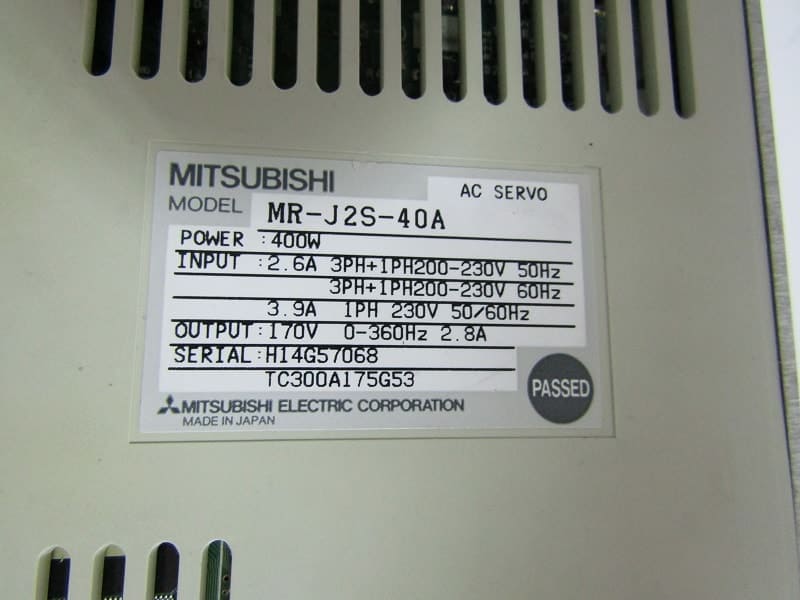 MITSUBISHI
AC SERVO
MODEL MR-J2S-40A
POWER :400W
INPUT :2.6A 3PH+1PH200-230V 50Hz
3PH+1PH200-230V 60Hz
3.9A 1PH 230V 50/60Hz
OUTPUT:170V 0-360Hz 2.8A
SERIAL:H14G57068
TC300A175G53
PASSED
MITSUBISHI ELECTRIC CORPORATION
MADE IN JAPAN